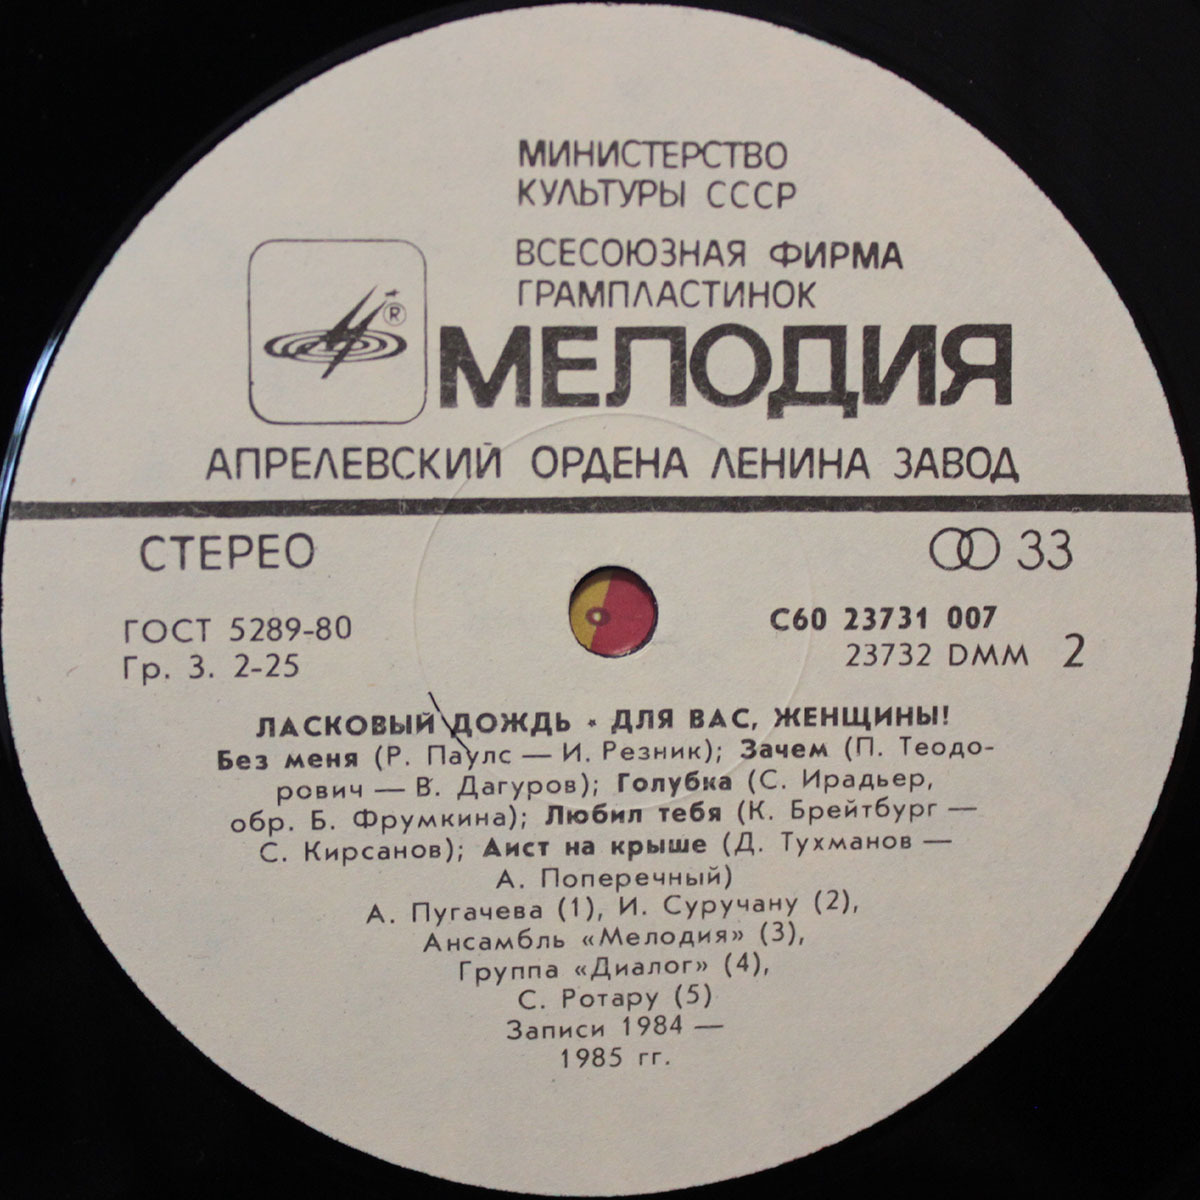 МИНИСТЕРСТВО
КУЛЬТУРЫ СССР
ВСЕСОЮЗНАЯ ФИРМА
ГРАМПЛАСТИНОК
®
МЕЛОДИЯ
АПРЕЛЕВСКИЙ ОРДЕНА ЛЕНИНА ЗАВОД
СТЕРЕО
33
ГОСТ 5289-80
Гр. 3. 2-25
С60 23731 007
23732 DMM 2
ЛАСКОВЫЙ ДОЖДЬ • ДЛЯ ВАС, ЖЕНЩИНЫ!
Без меня (Р. Паулс — И. Резник); Зачем (П. Теодо-
рович — В. Дагуров); Голубка (С. Ирадьер,
обр. Б. Фрумкина); Любил тебя (К. Брейтбург —
С. Кирсанов); Аист на крыше (Д. Тухманов —
А. Поперечный)
А. Пугачева (1), И. Суручану (2),
Ансамбль «Мелодия» (3),
Группа «Диалог» (4),
С. Ротару (5)
Записи 1984 —
1985 гг.